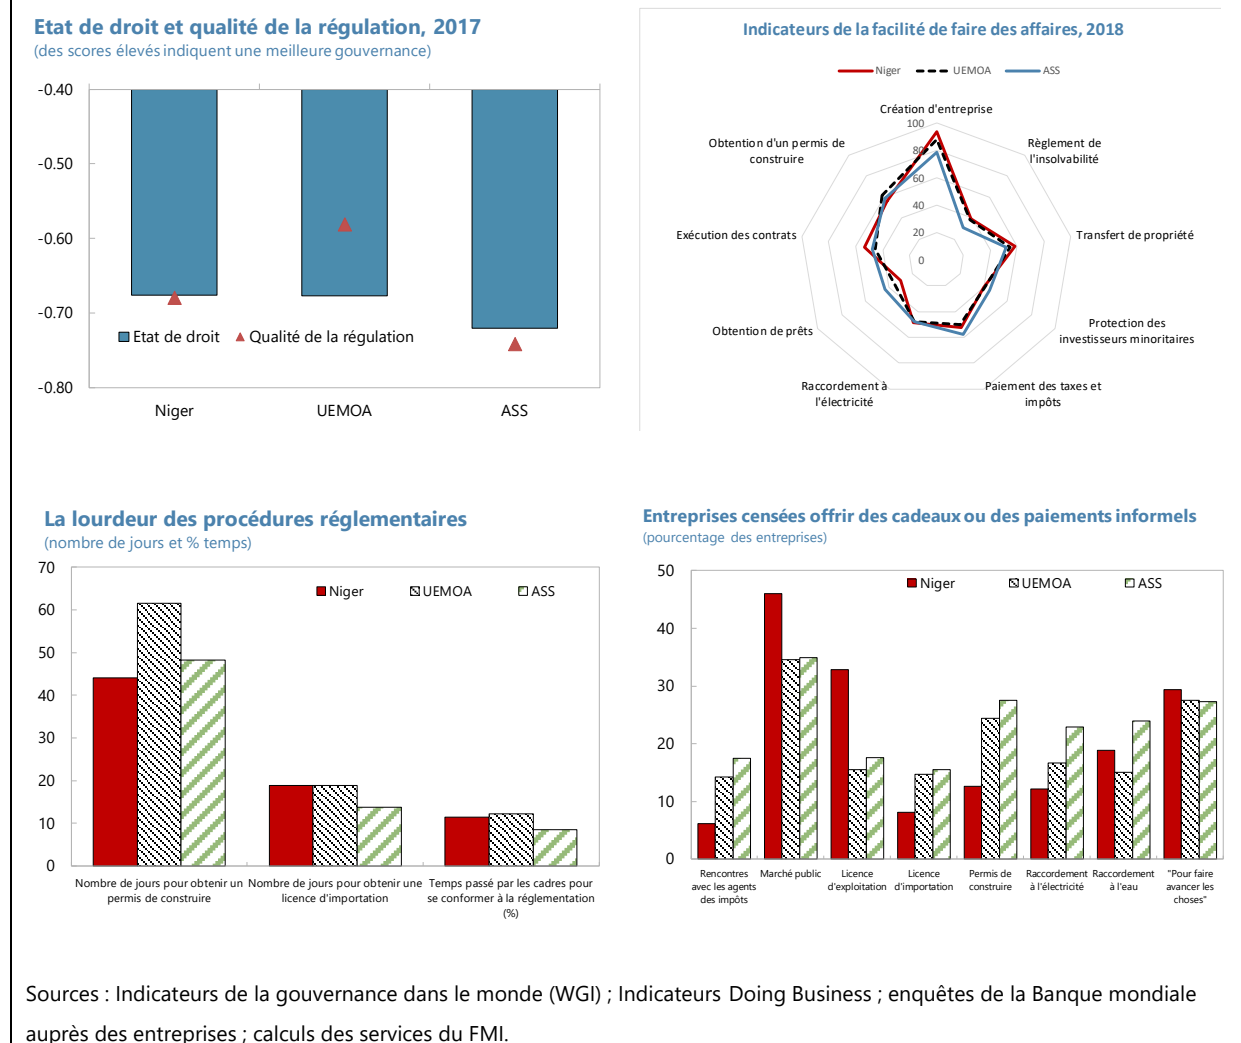 Etat de droit et qualité de la régulation, 2017
(des scores élevés indiquent une meilleure gouvernance)
-0.40
-0.50
-0.60
-0.70
-0.80
Etat de droit
Qualité de la régulation
Niger
UEMOA
ASS
Indicateurs de la facilité de faire des affaires, 2018
Niger
UEMOA
ASS
Création d'entreprise
Règlement de
l'insolvabilité
Transfert de propriété
Protection des
investisseurs minoritaires
Paiement des taxes et
impôts
Raccordement à
l'électricité
Obtention de prêts
Exécution des contrats
Obtention d'un permis de
construire
100
80
60
40
20
0
La lourdeur des procédures réglementaires
(nombre de jours et % temps)
70
60
50
40
30
20
10
0
Niger
UEMOA
ASS
Nombre de jours pour obtenir un
permis de construire
Nombre de jours pour obtenir une
licence d'importation
Temps passé par les cadres pour
se conformer à la réglementation
(%)
Entreprises censées offrir des cadeaux ou des paiements informels
(pourcentage des entreprises)
50
40
30
20
10
0
Niger
UEMOA
ASS
Rencontres
avec les agents
des impôts
Marché public
Licence
d'exploitation
Licence
d'importation
Permis de
construire
Raccordement
à l'électricité
Raccordement
à l'eau
"Pour faire
avancer les
choses"
Sources : Indicateurs de la gouvernance dans le monde (WGI) ; Indicateurs Doing Business ; enquêtes de la Banque mondiale
auprès des entreprises ; calculs des services du FMI.